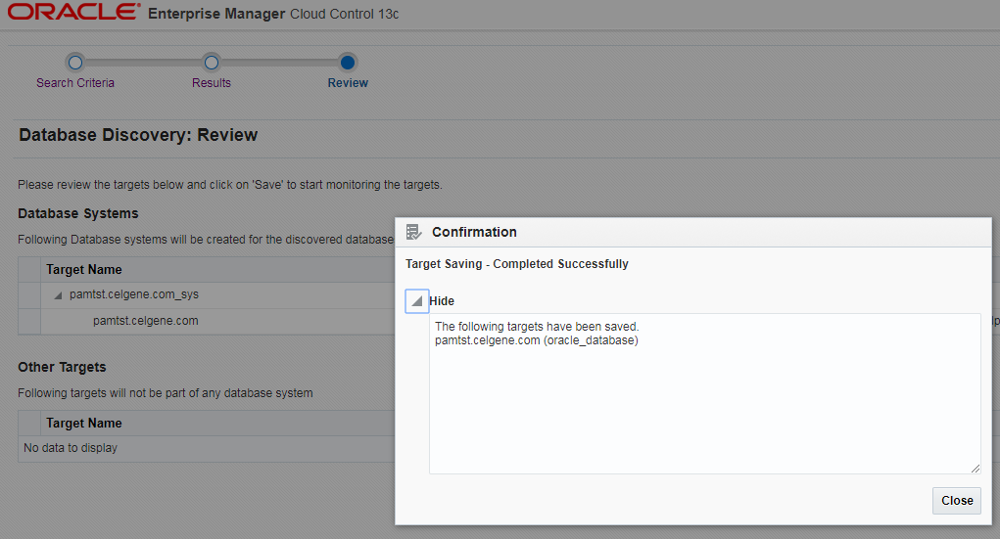 ORACLE Enterprise Manager Cloud Control 13c
Search Criteria Results Review
Database Discovery: Review
Please review the targets below and click on 'Save' to start monitoring the targets.
Database Systems
Following Database systems will be created for the discovered database
Target Name
pamtst.celgene.com_sys
pamtst.celgene.com
Other Targets
Following targets will not be part of any database system
Target Name
No data to display
Confirmation
Target Saving - Completed Successfully
Hide
The following targets have been saved.
pamtst.celgene.com (oracle_database)
Close